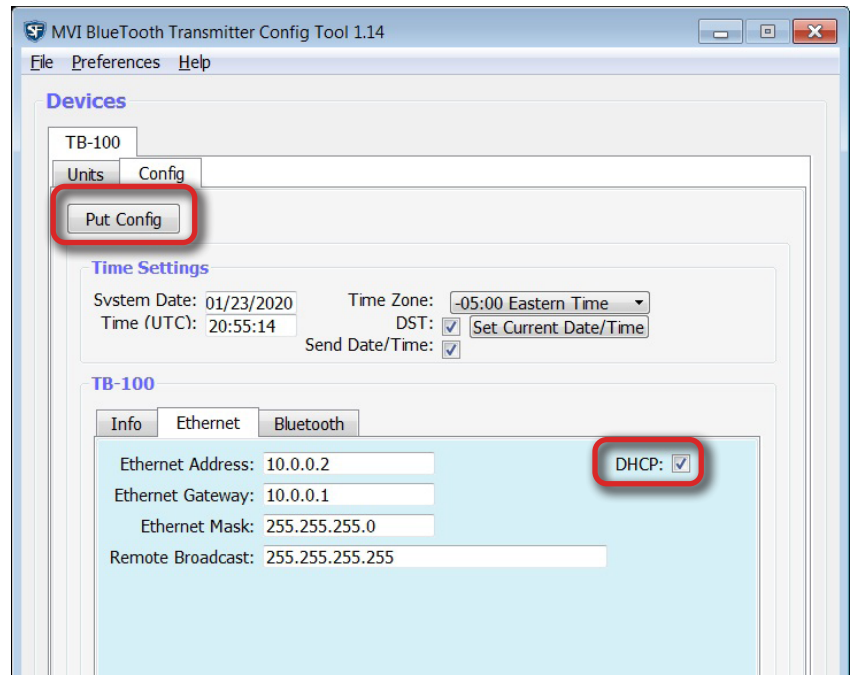 SF MVI BlueTooth Transmitter Config Tool 1.14
File Preferences Help
Devices
TB-100
Units Config
Put Config
Time Settings
System Date: 01/23/2020 Time Zone: -05:00 Eastern Time
Time (UTC): 20:55:14 DST: Set Current Date/Time
Send Date/Time:
TB-100
Info Ethernet Bluetooth
Ethernet Address: 10.0.0.2 DHCP:
Ethernet Gateway: 10.0.0.1
Ethernet Mask: 255.255.255.0
Remote Broadcast: 255.255.255.255